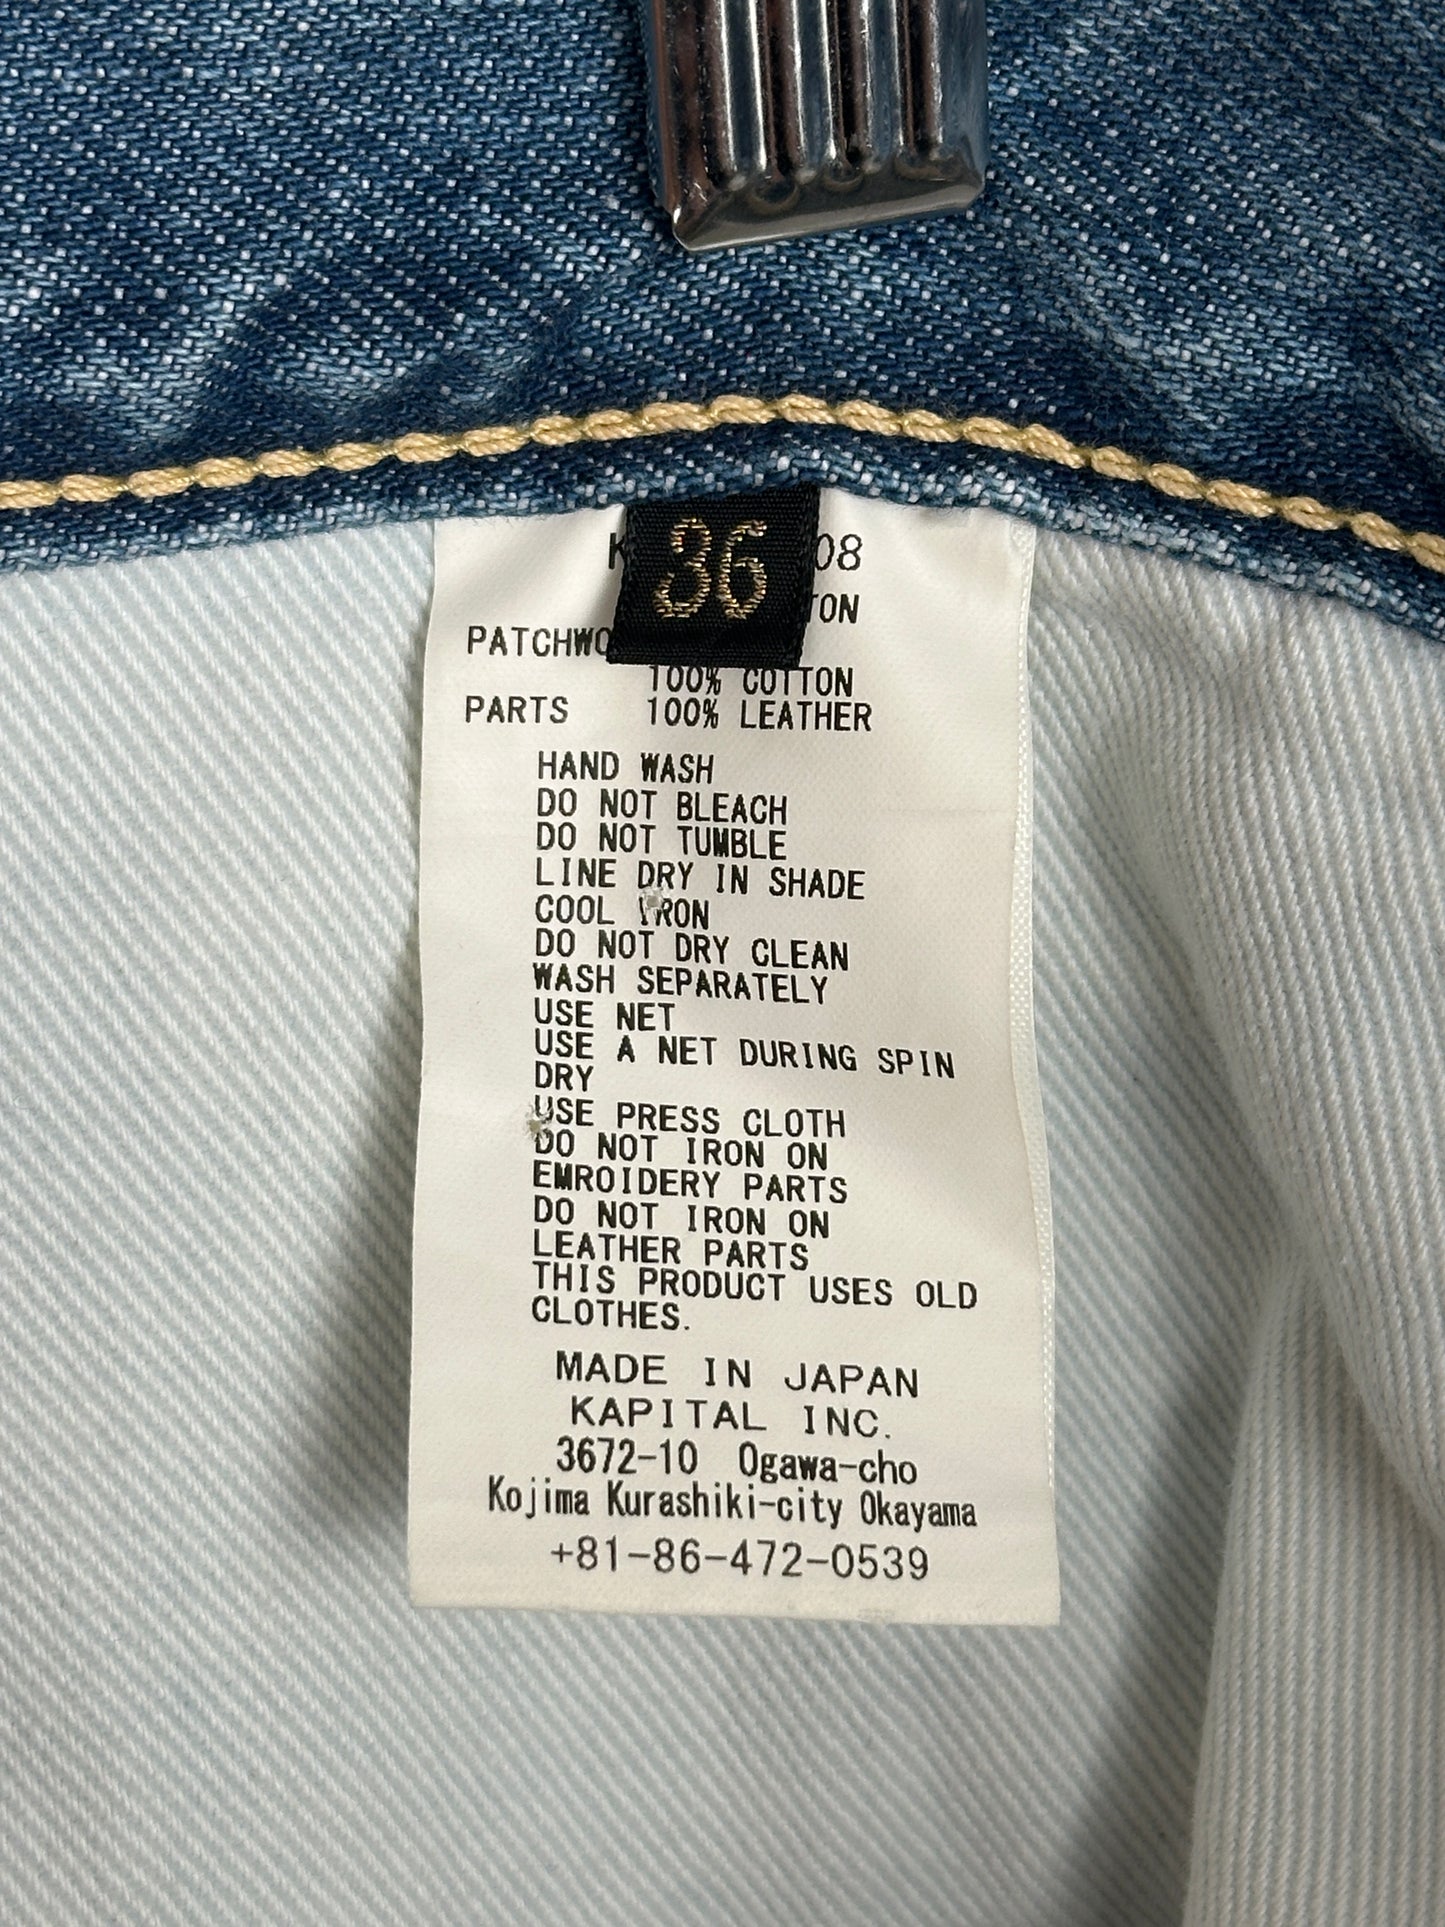 36
08
100% COTTON
PARTS 100% LEATHER
HAND WASH
DO NOT BLEACH
DO NOT TUMBLE
LINE DRY IN SHADE
COOL IRON
DO NOT DRY CLEAN
WASH SEPARATELY
USE NET
USE A NET DURING SPIN
DRY
USE PRESS CLOTH
DO NOT IRON ON
EMROIDERY PARTS
DO NOT IRON ON
LEATHER PARTS
THIS PRODUCT USES OLD
CLOTHES.
MADE IN JAPAN
KAPITAL INC.
3672-10 Ogawa-cho
Kojima Kurashiki-city Okayama
+81-86-472-0539